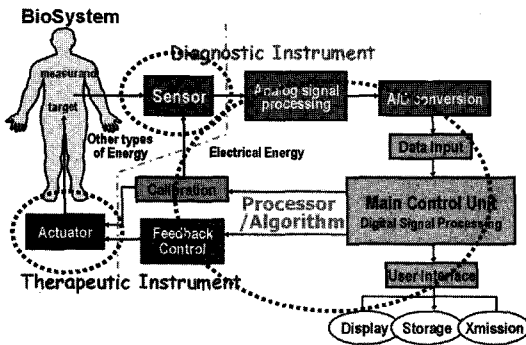 BioSystem
Diagnostic Instrument
measurand
Sensor
Analog signal
processing
A/D conversion
target
Other types
of Energy
Electrical Energy
Data Input
Calibration
Processor
/Algorithm
Main Control Unit
Digital Signal Processing
Actuator
Feedback
Control
Therapeutic Instrument
User Interface
Display
Storage
Xmission